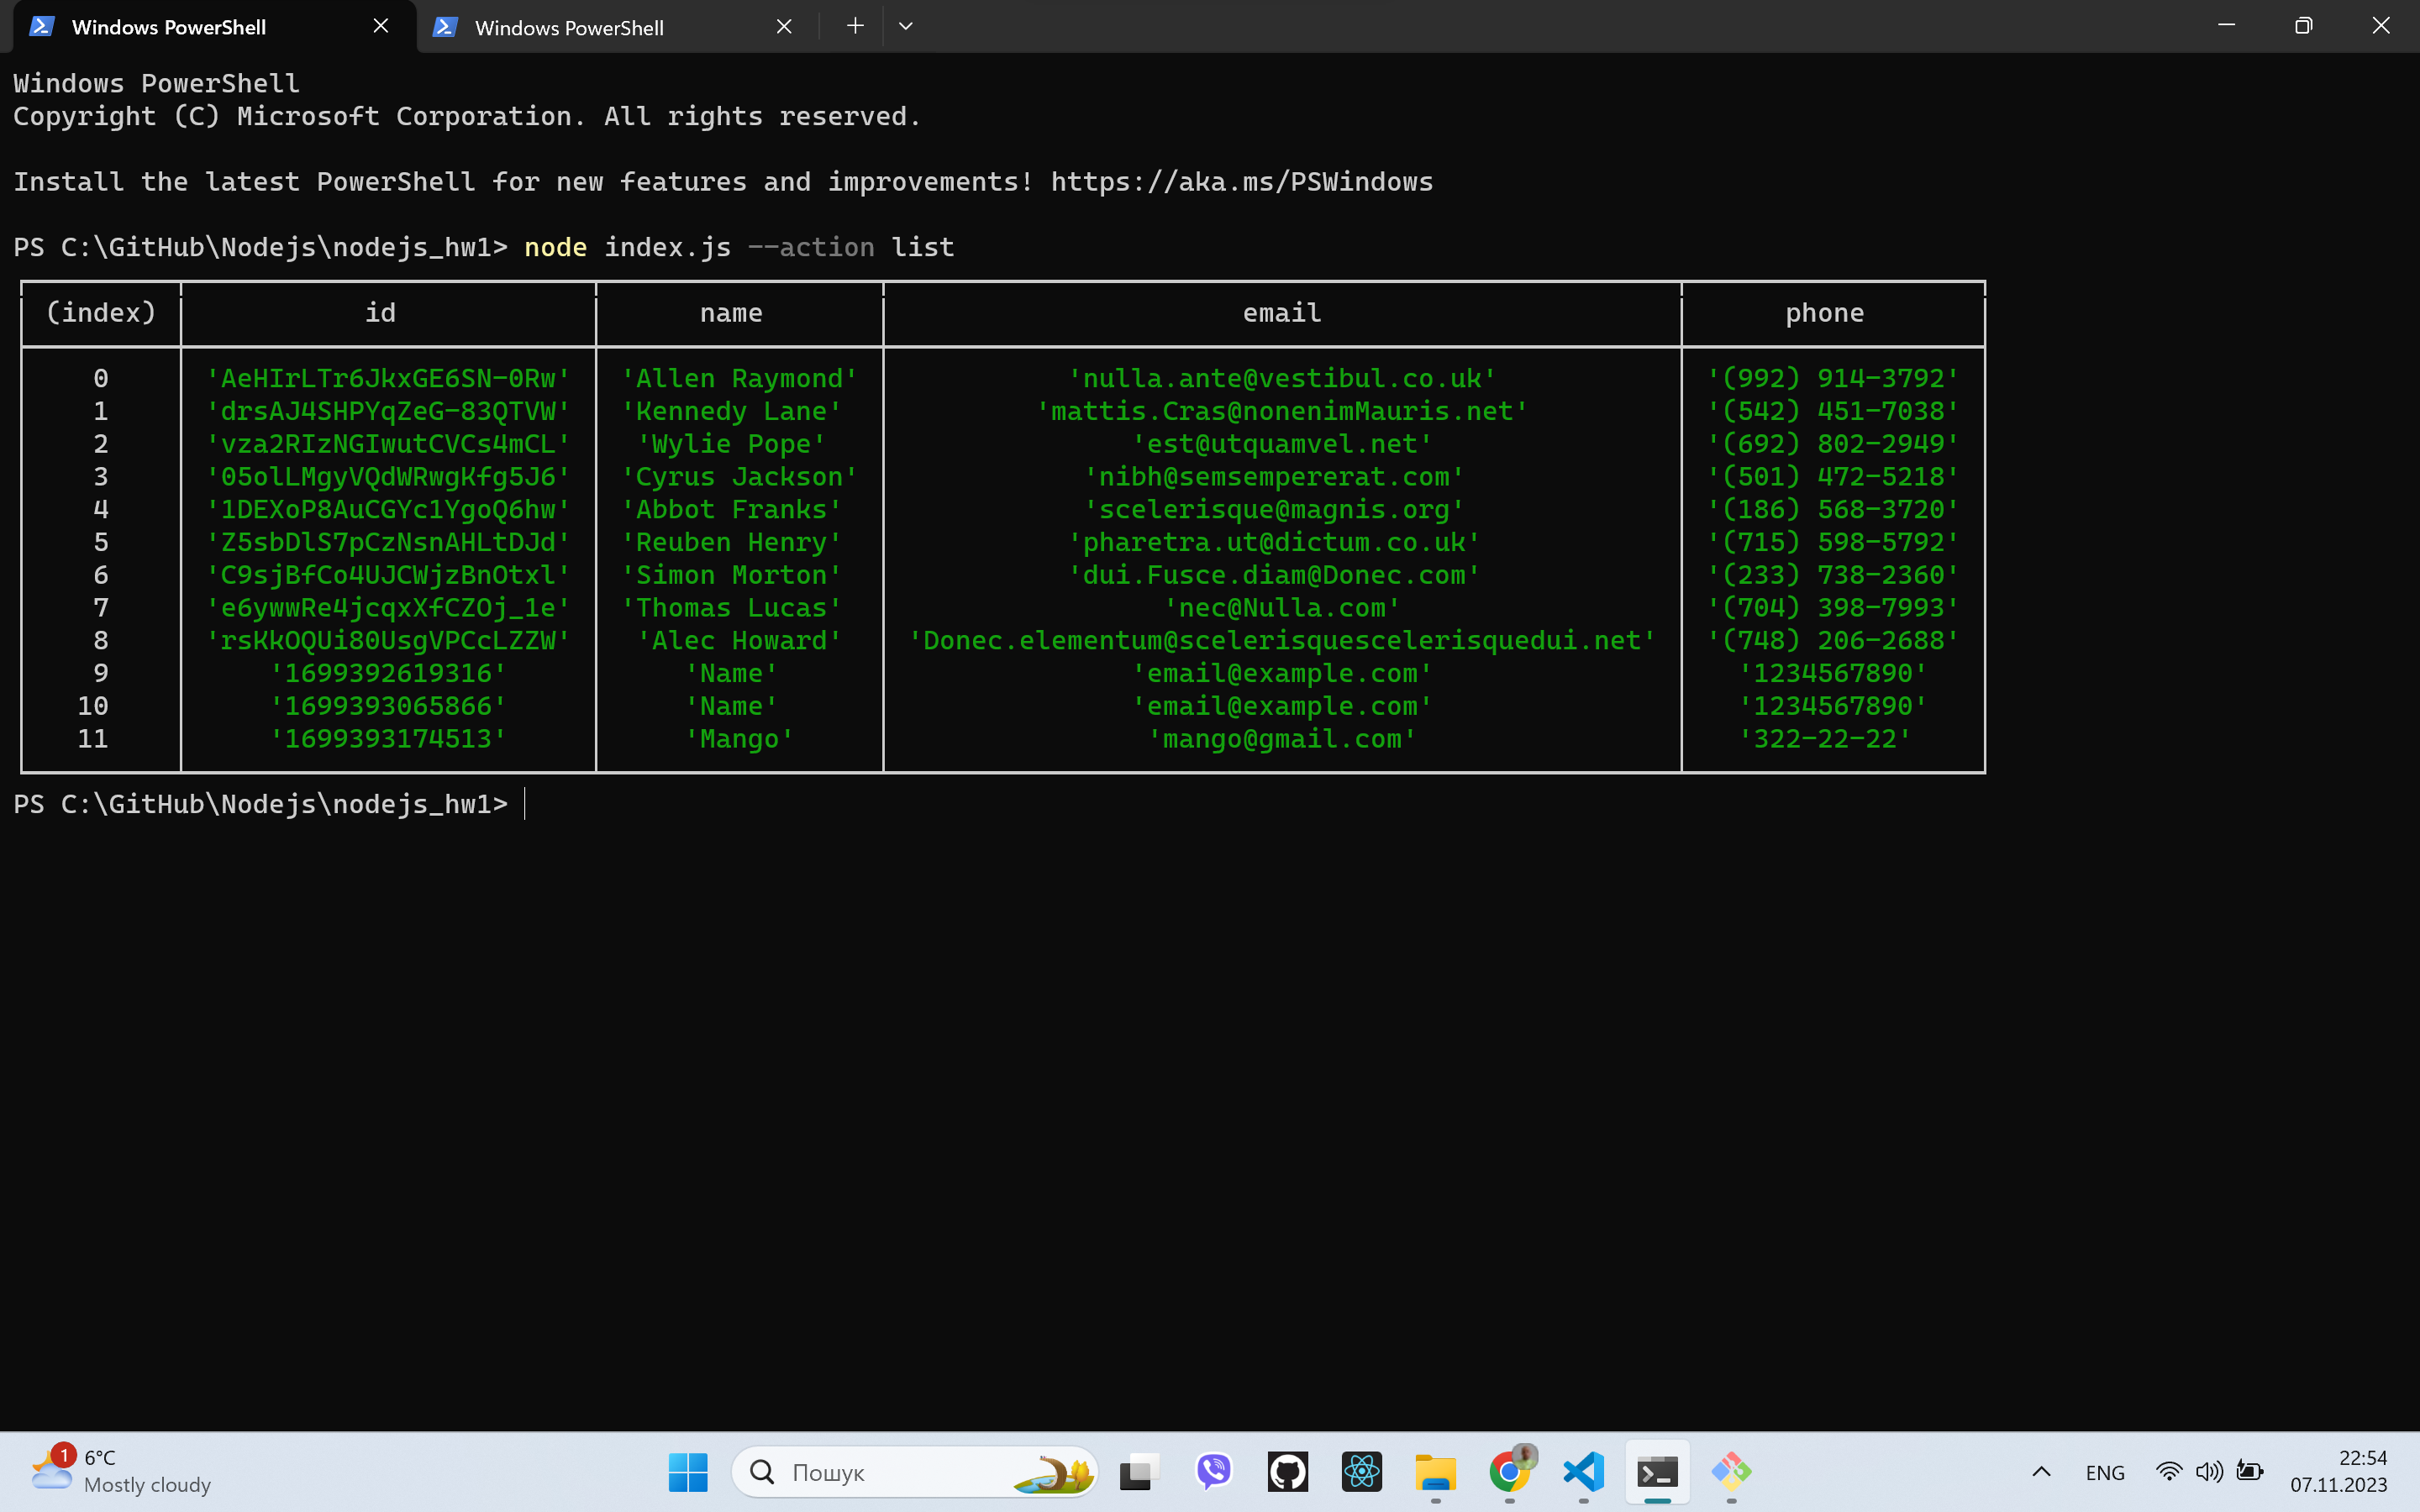 Windows PowerShell
Windows PowerShell
Windows PowerShell
Copyright (C) Microsoft Corporation. All rights reserved.
Install the latest PowerShell for new features and improvements! https://aka.ms/PSWindows
PS C:\GitHub\Nodejs\nodejs_hw1> node index.js --action list
(index) id name email phone
0 'AeHIrLTr6JkxGE6SN-0Rw' 'Allen Raymond' 'nulla.ante@vestibul.co.uk' '(992) 914-3792'
1 'drsAJ4SHPYqZeG-83QTVW' 'Kennedy Lane' 'mattis.Cras@nonenimMauris.net' '(542) 451-7038'
2 'vza2RIzNGIwutCVCs4mCL' 'Wylie Pope' 'est@utquamvel.net' '(692) 802-2949'
3 '05olLMgyVQdWRwgKfg5J6' 'Cyrus Jackson' 'nibh@semsempererat.com' '(501) 472-5218'
4 '1DEXoP8AuCGYc1YgoQ6hw' 'Abbot Franks' 'scelerisque@magnis.org' '(186) 568-3720'
5 'Z5sbDlS7pCzNsnAHLtDJd' 'Reuben Henry' 'pharetra.ut@dictum.co.uk' '(715) 598-5792'
6 'C9sjBfCo4UJCWjzBnOtxl' 'Simon Morton' 'dui.Fusce.diam@Donec.com' '(233) 738-2360'
7 'e6ywwRe4jcqxXfCZOj_1e' 'Thomas Lucas' 'nec@Nulla.com' '(704) 398-7993'
8 'rsKkOQUi80UsgVPCcLZZW' 'Alec Howard' 'Donec.elementum@scelerisquescelerisquedui.net' '(748) 206-2688'
9 '1699392619316' 'Name' 'email@example.com' '1234567890'
10 '1699393065866' 'Name' 'email@example.com' '1234567890'
11 '1699393174513' 'Mango' 'mango@gmail.com' '322-22-22'
PS C:\GitHub\Nodejs\nodejs_hw1>
1
6°C
Mostly cloudy
Пошук
ENG
22:54
07.11.2023